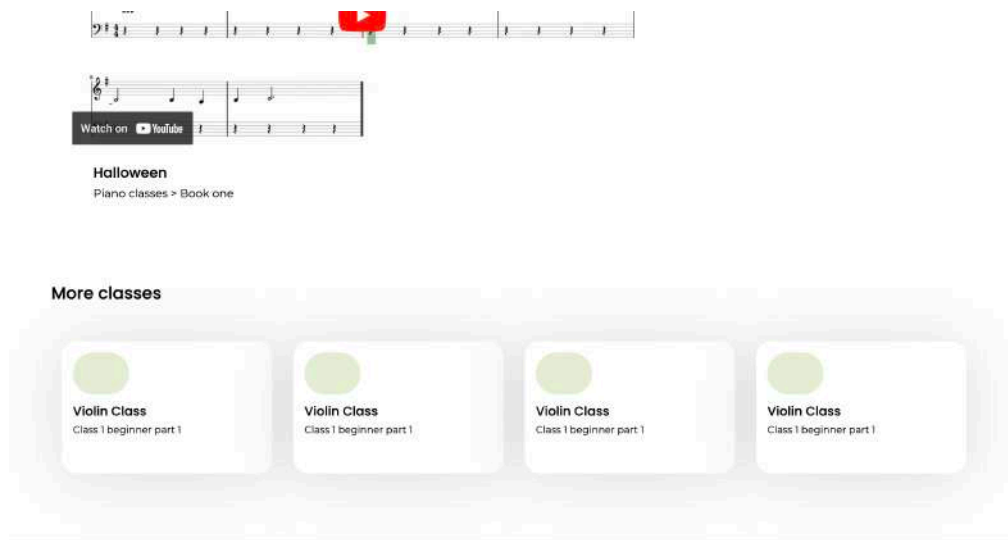 Watch on YouTube
Halloween
Piano classes > Book one
More classes
Violin Class
Class 1 beginner part 1
Violin Class
Class 1 beginner part 1
Violin Class
Class 1 beginner part 1
Violin Class
Class 1 beginner part 1